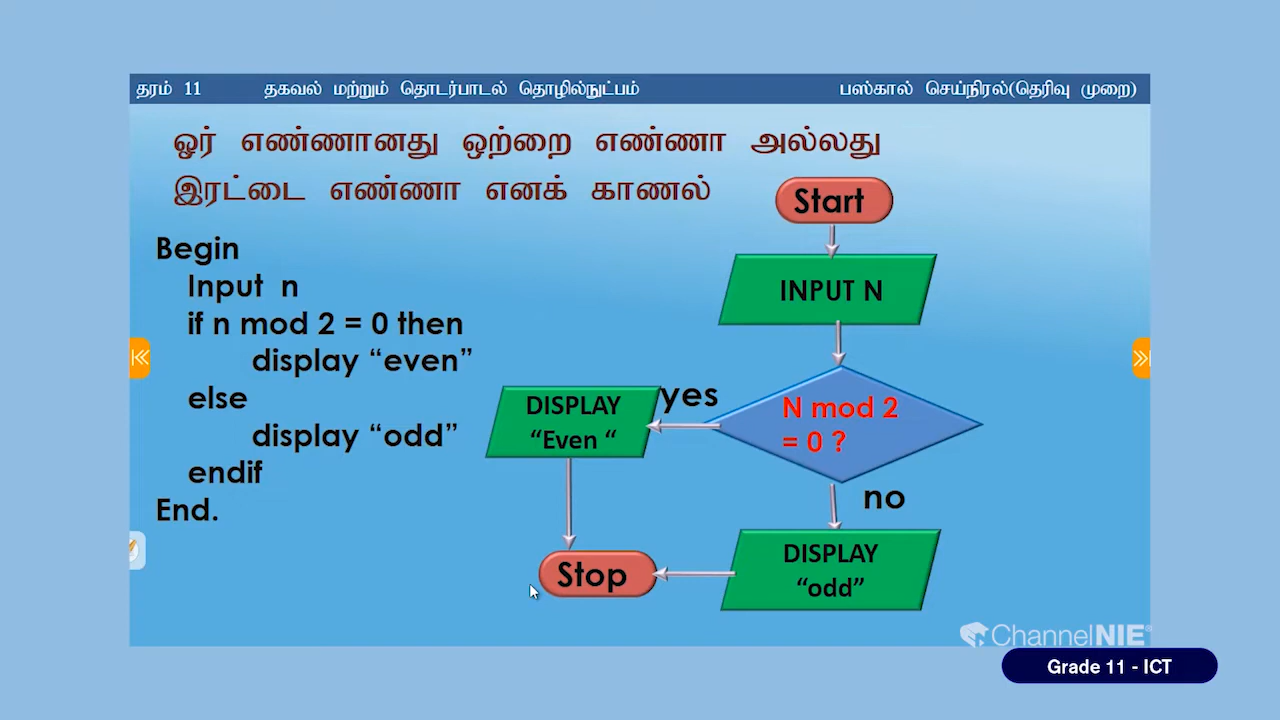 தரம் 11 தகவல் மற்றும் தொடர்பாடல் தொழில்நுட்பம் பஸ்கால் செய்நிரல்(தெரிவு முறை)
ஓர் எண்ணானது ஒற்றை எண்ணா அல்லது
இரட்டை எண்ணா எனக் காணல்
Begin
Input n
if n mod 2 = 0 then
display “even”
else
display “odd”
endif
End.
Start
INPUT N
N mod 2
= 0 ?
yes
DISPLAY
“Even “
no
DISPLAY
“odd”
Stop
ChannelNIE®
Grade 11 - ICT